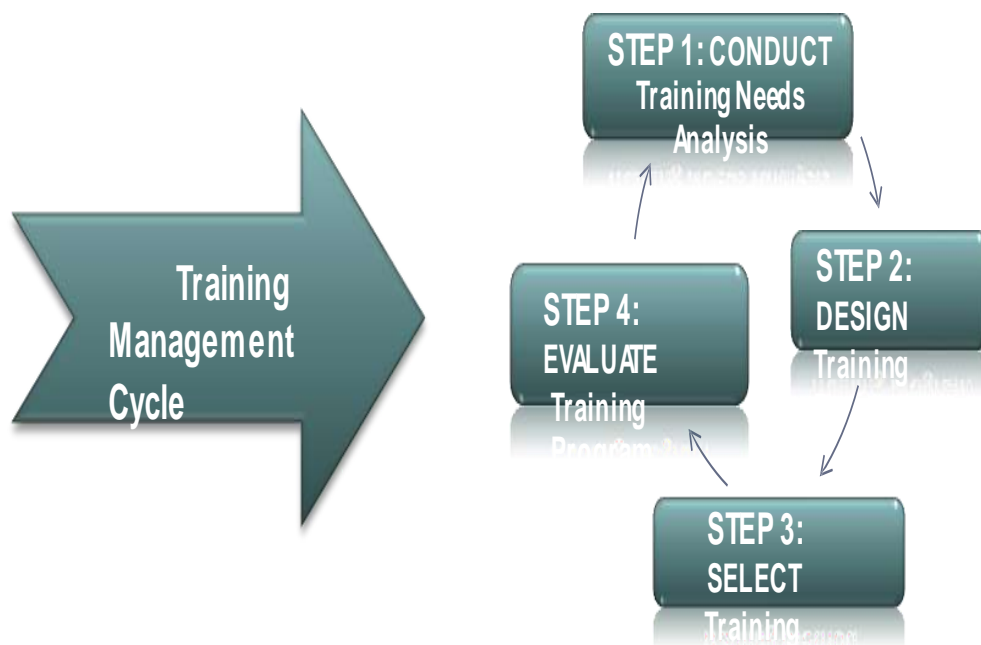 Training
Management
Cycle
STEP 1: CONDUCT
Training Needs
Analysis
STEP 2:
DESIGN
Training
STEP 3:
SELECT
Training
STEP 4:
EVALUATE
Training
Program